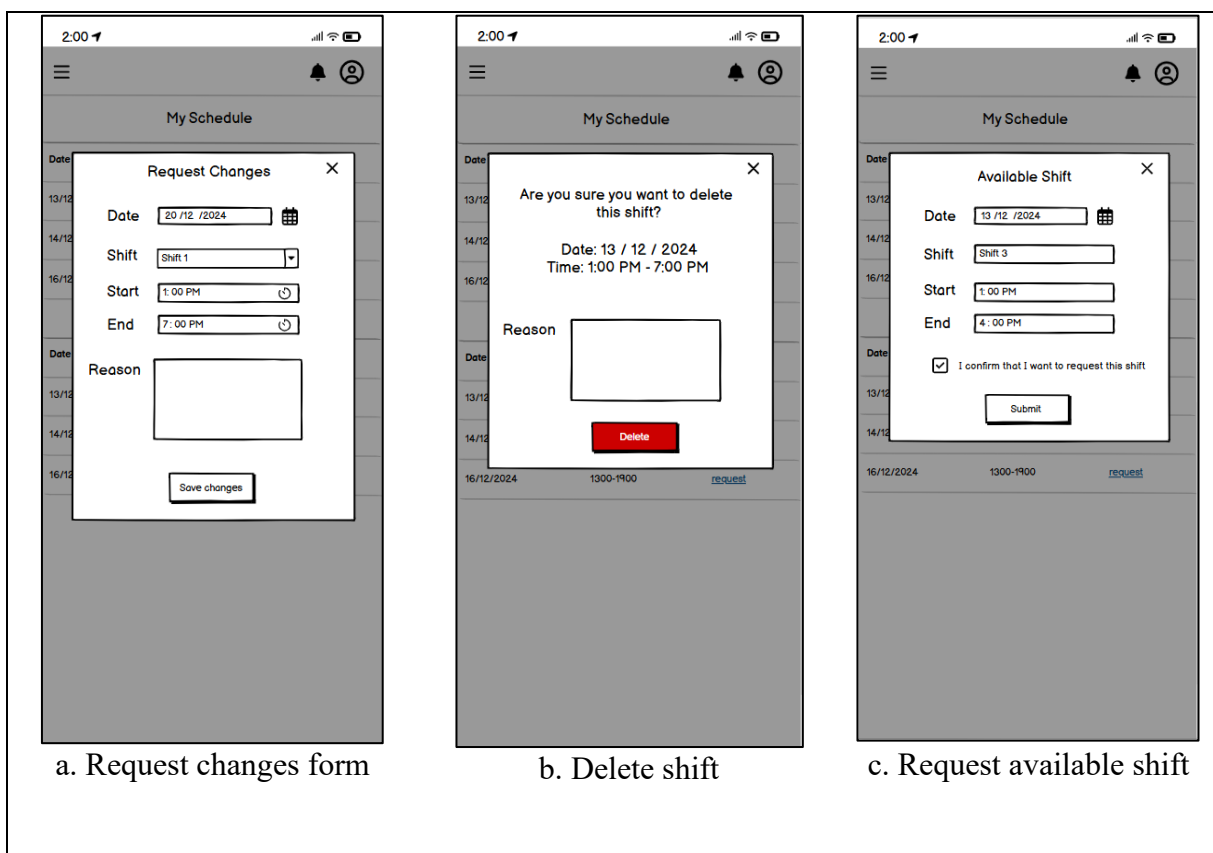 2:00
My Schedule
Date
13/12
14/12
16/12
Date
13/12
14/12
16/12
Request Changes
Date 20 /12 /2024
Shift Shift 1
Start 1: 00 PM
End 7: 00 PM
Reason
Save changes
a. Request changes form
2:00
My Schedule
Date
13/12
14/12
16/12
Date
13/12
14/12
Are you sure you want to delete
this shift?
Date: 13 / 12 / 2024
Time: 1:00 PM - 7:00 PM
Reason
Delete
16/12/2024 1300-1900 request
b. Delete shift
2:00
My Schedule
Date
13/12
14/12
16/12
Date
13/12
14/12
Available Shift
Date 13 /12 /2024
Shift Shift 3
Start 1: 00 PM
End 4 : 00 PM
I confirm that I want to request this shift
Submit
16/12/2024 1300-1900 request
c. Request available shift